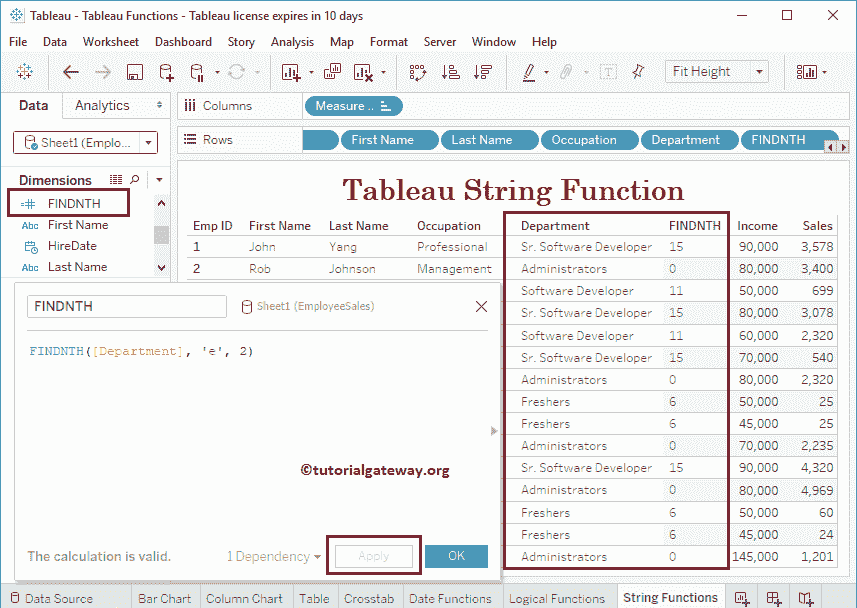 Tableau - Tableau Functions - Tableau license expires in 10 days
File Data Worksheet Dashboard Story Analysis Map Format Server Window Help
Fit Height
Data Analytics
Columns
Measure ..
Sheet1 (Emplo...
Rows
First Name Last Name Occupation Department FINDNTH
Dimensions
FINDNTH
Abc First Name
HireDate
Abc Last Name
Tableau String Function
Emp ID First Name Last Name Occupation Department FINDNTH Income Sales
1 John Yang Professional Sr. Software Developer 15 90,000 3,578
2 Rob Johnson Management Administrators 0 80,000 3,400
Software Developer 11 50,000 699
Sr. Software Developer 15 80,000 3,078
Software Developer 11 60,000 2,320
Sr. Software Developer 15 70,000 540
Administrators 0 80,000 2,320
Freshers 6 50,000 25
Freshers 6 45,000 25
Administrators 0 70,000 2,235
Sr. Software Developer 15 90,000 4,320
Administrators 0 80,000 4,969
Freshers 6 50,000 60
Freshers 6 45,000 24
Administrators 0 145,000 1,201
FINDNTH
Sheet1 (EmployeeSales)
FINDNTH([Department], 'e', 2)
©tutorialgateway.org
The calculation is valid.
1 Dependency
Apply
OK
Data Source Bar Chart Column Chart Table Crosstab Date Functions Logical Functions String Functions